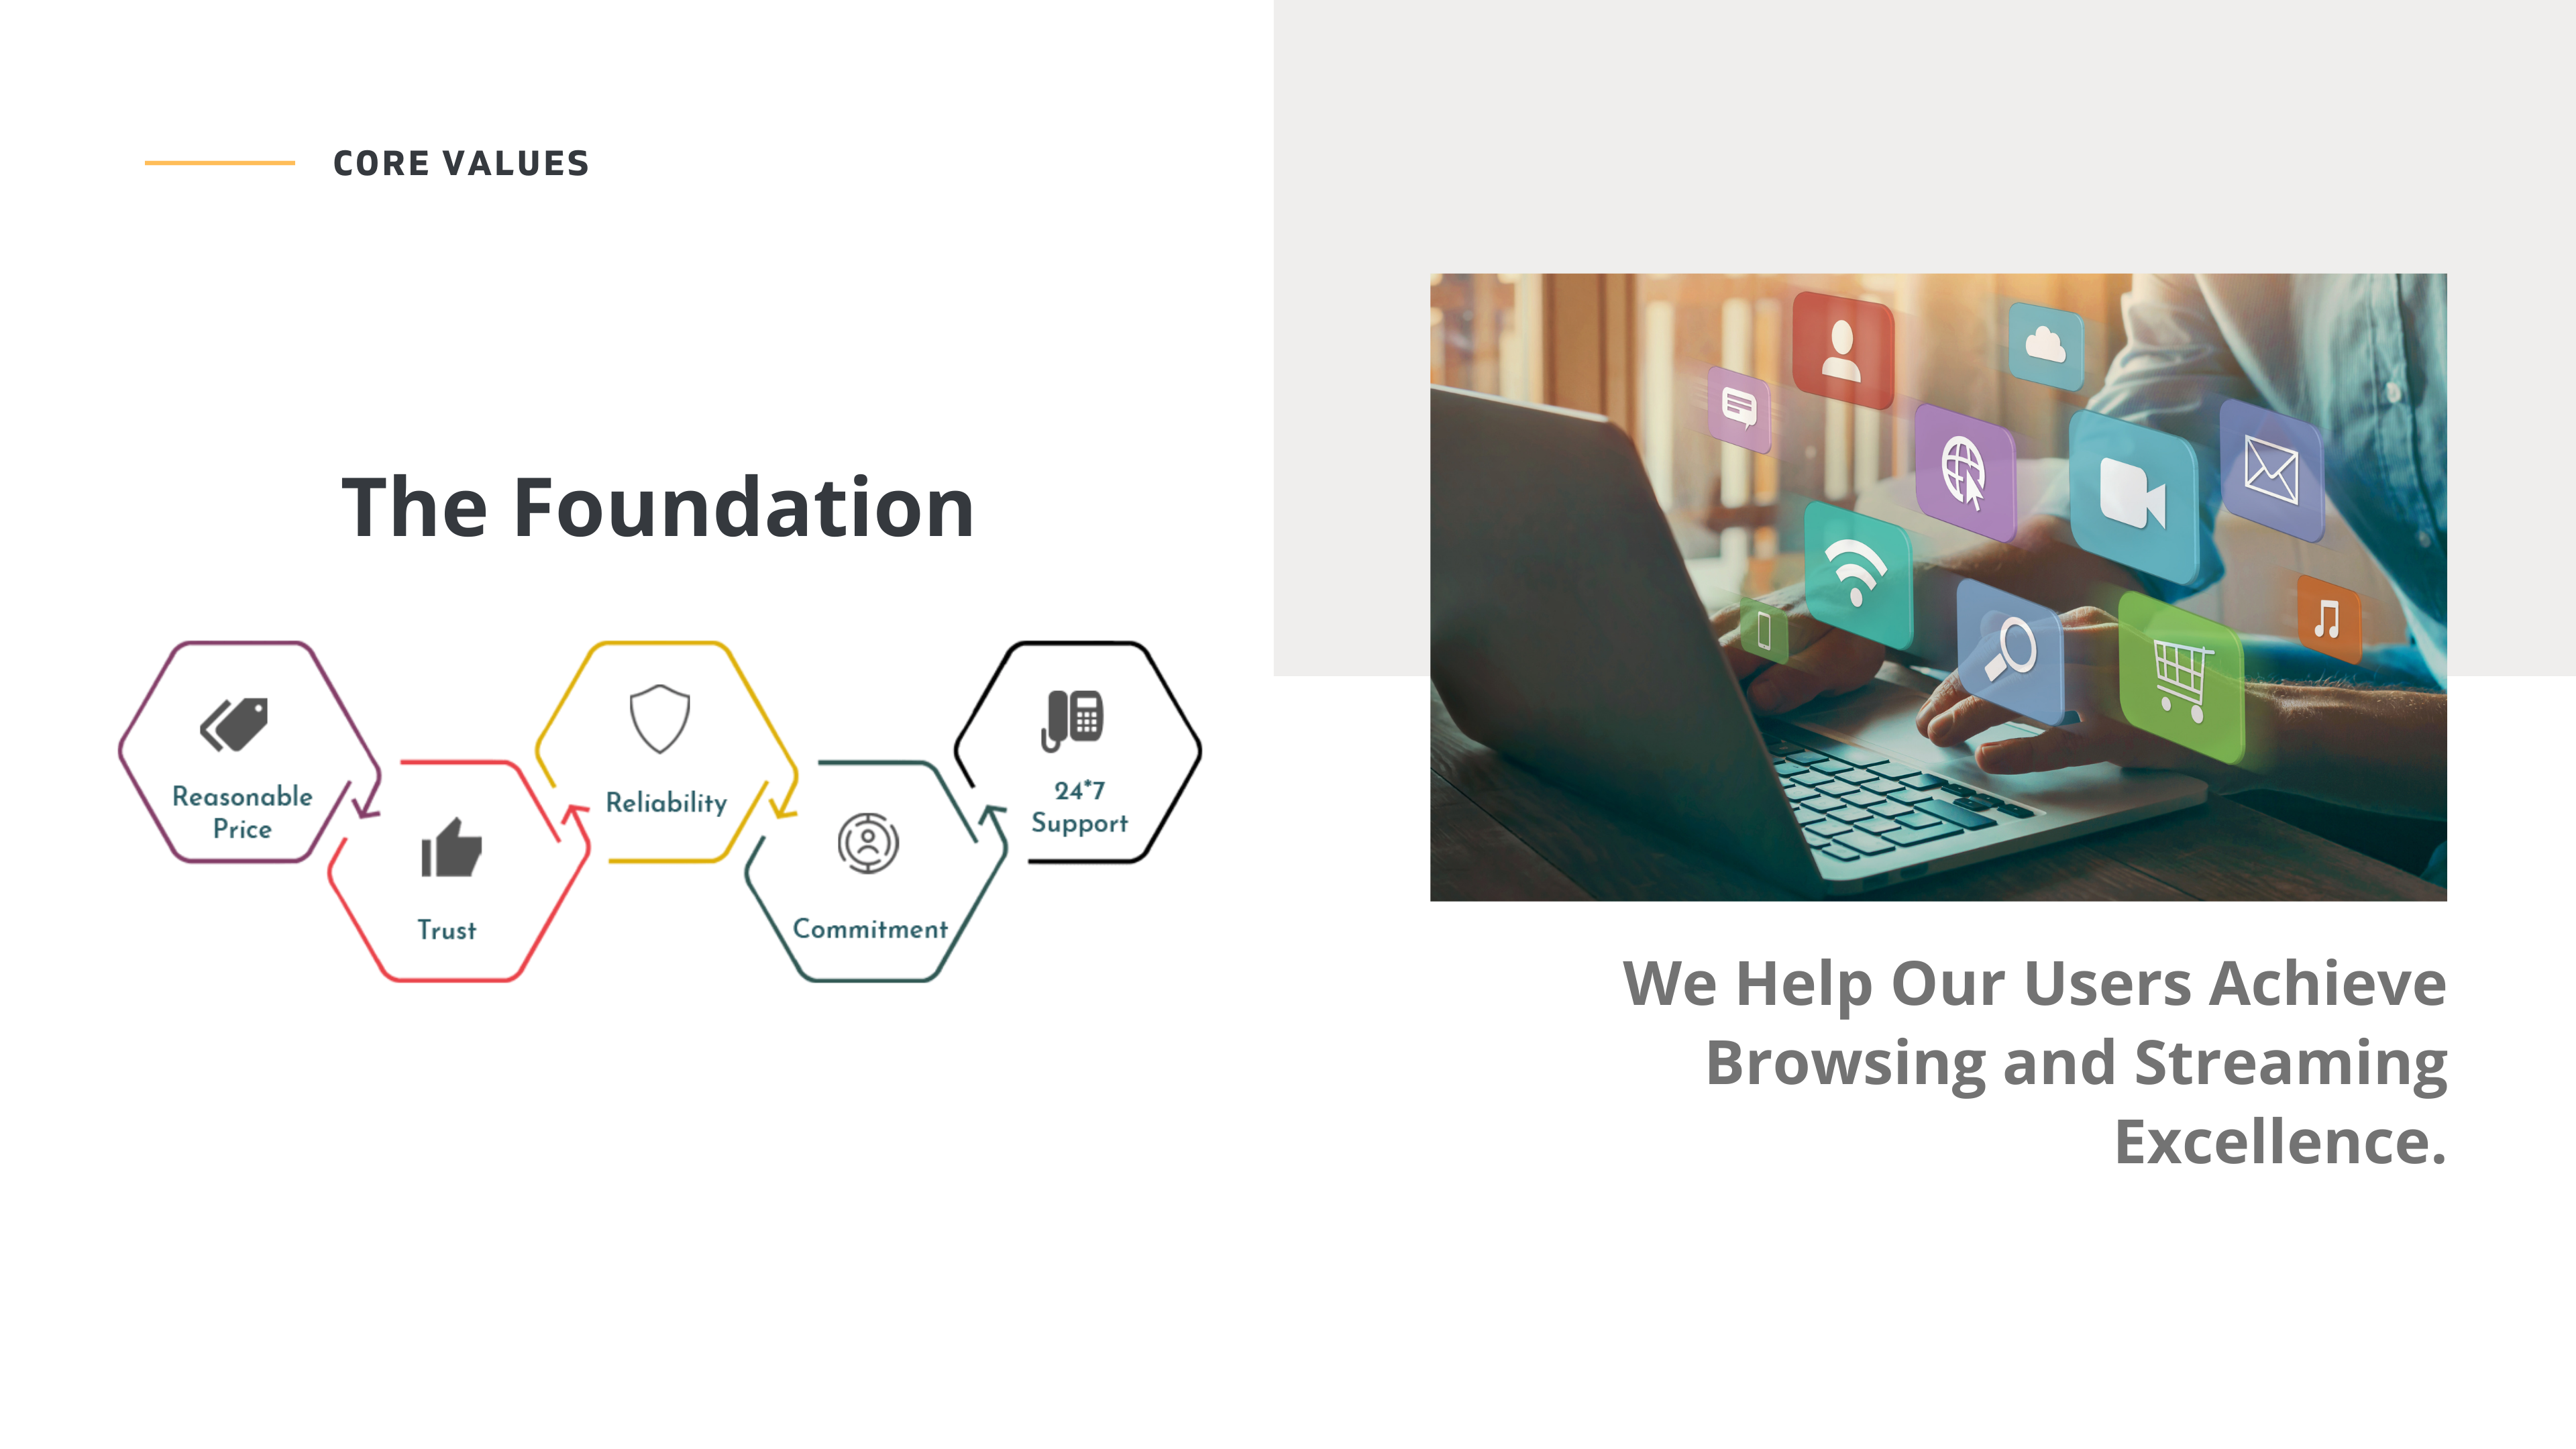 CORE VALUES
The Foundation
Reasonable
Price
Trust
Reliability
Commitment
24*7
Support
We Help Our Users Achieve
Browsing and Streaming
Excellence.